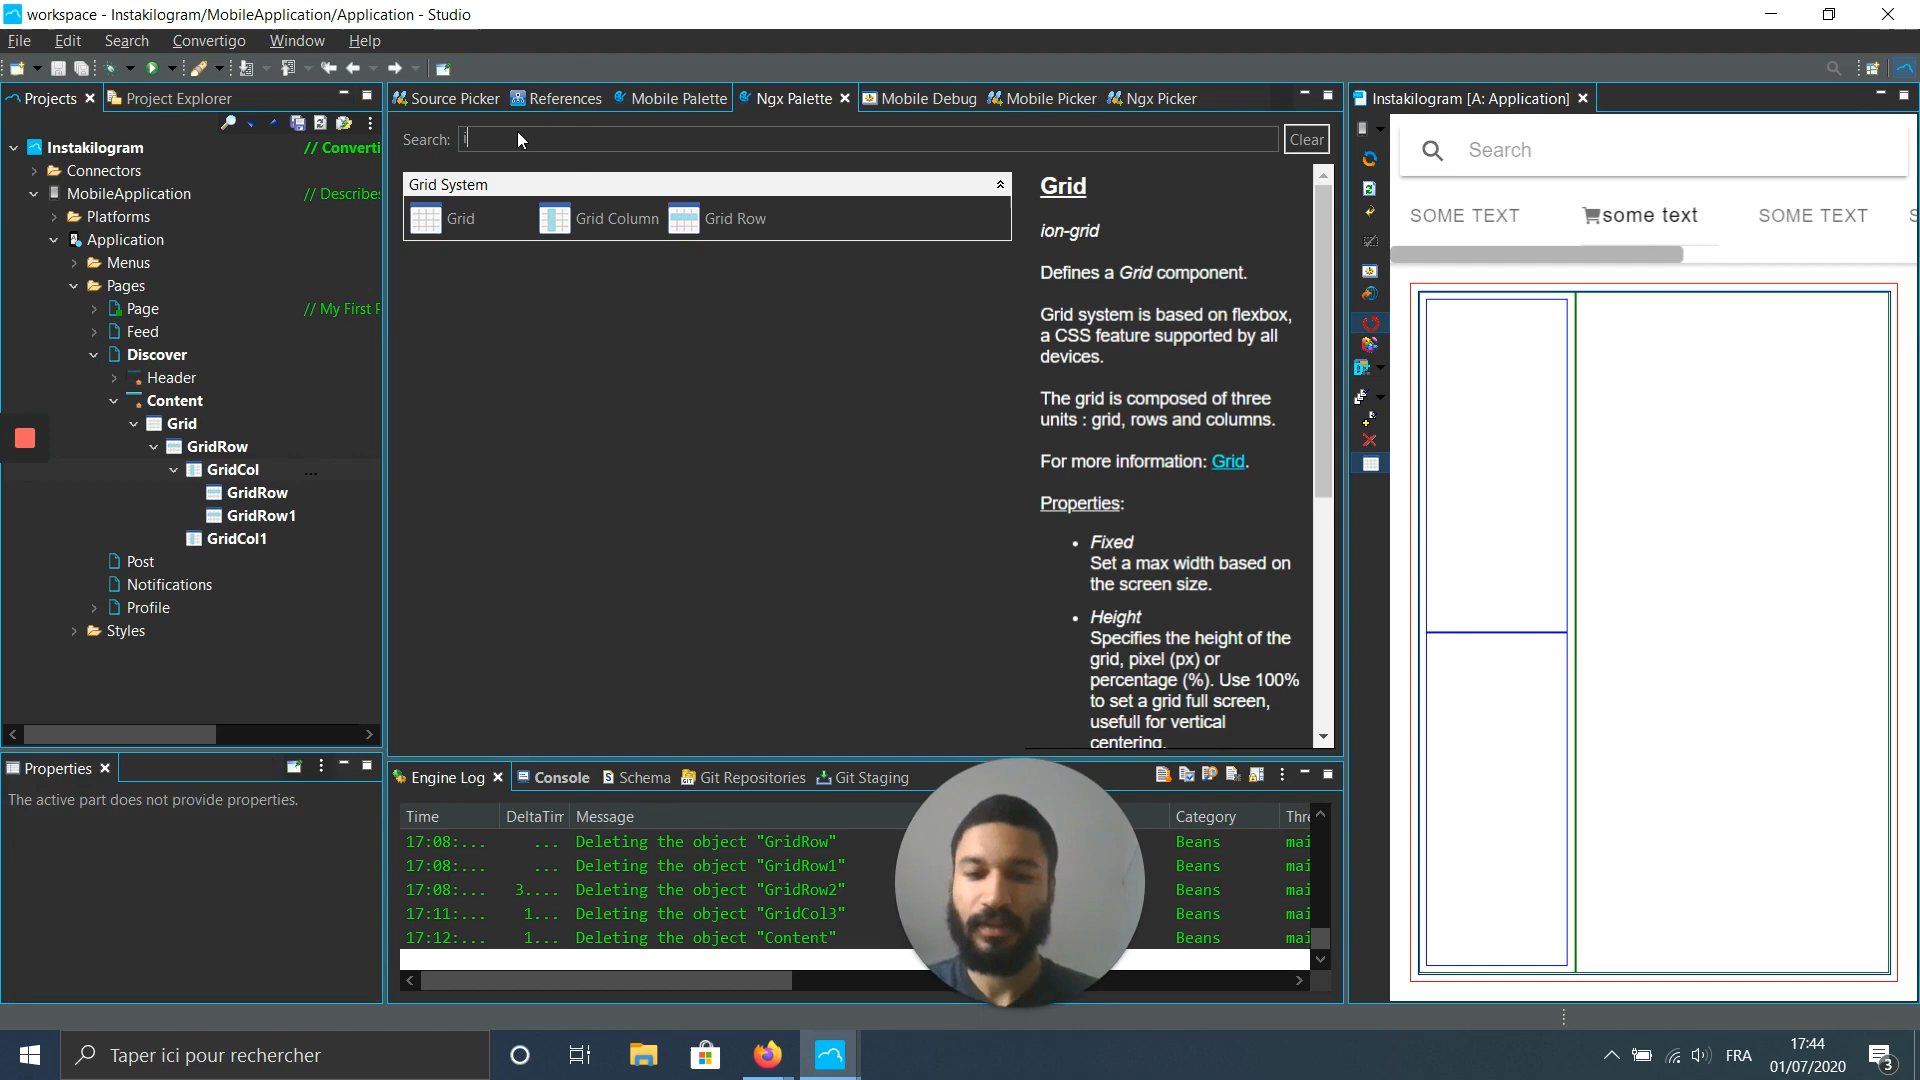 workspace - Instakilogram/MobileApplication/Application - Studio
File Edit Search Convertigo Window Help
Projects Project Explorer
Source Picker References Mobile Palette Ngx Palette Mobile Debug Mobile Picker Ngx Picker
Instakilogram [A: Application]
Instakilogram // Converti
Connectors
MobileApplication // Describes
Platforms
Application
Menus
Pages
Page // My First P
Feed
Discover
Header
Content
Grid
GridRow
GridCol ...
GridRow
GridRow1
GridCol1
Post
Notifications
Profile
Styles
Properties
The active part does not provide properties.
Search: i
Clear
Grid System
Grid Grid Column Grid Row
Grid
ion-grid
Defines a Grid component.
Grid system is based on flexbox,
a CSS feature supported by all
devices.
The grid is composed of three
units : grid, rows and columns.
For more information: Grid.
Properties:
• Fixed
Set a max width based on
the screen size.
• Height
Specifies the height of the
grid, pixel (px) or
percentage (%). Use 100%
to set a grid full screen,
usefull for vertical
centering.
Engine Log Console Schema Git Repositories Git Staging
Time DeltaTim Message Category Thre
17:08:... ... Deleting the object "GridRow" Beans mai
17:08:... ... Deleting the object "GridRow1" Beans mai
17:08:... 3.... Deleting the object "GridRow2" Beans mai
17:11:... 1... Deleting the object "GridCol3" Beans mai
17:12:... 1... Deleting the object "Content" Beans mai
Search
SOME TEXT some text SOME TEXT S
Taper ici pour rechercher
FRA
17:44
01/07/2020
3